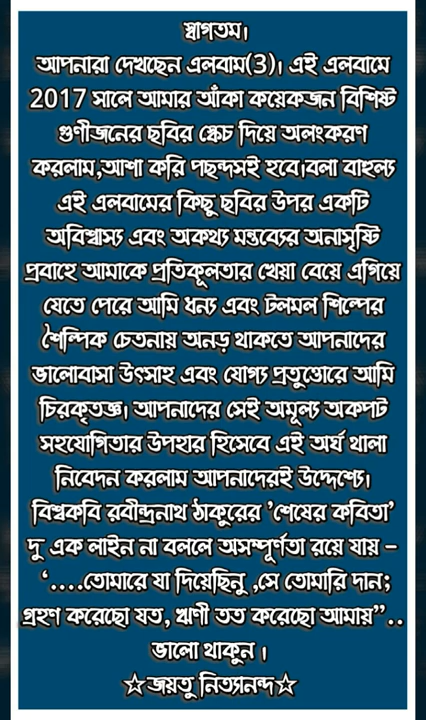 স্বাগতম।
আপনারা দেখছেন এলবাম(3)। এই এলবামে
2017 সালে আমার আঁকা কয়েকজন বিশিষ্ট
গুণীজনের ছবির স্কেচ দিয়ে অলংকরণ
করলাম,আশা করি পছন্দসই হবে।বলা বাহুল্য
এই এলবামের কিছু ছবির উপর একটি
অবিশ্বাস্য এবং অকথ্য মন্তব্যের অনাসৃষ্টি
প্রবাহে আমাকে প্রতিকূলতার খেয়া বেয়ে এগিয়ে
যেতে পেরে আমি ধন্য এবং টলমল শিল্পের
শৈল্পিক চেতনায় অনড় থাকতে আপনাদের
ভালোবাসা উৎসাহ এবং যোগ্য প্রতুত্তোরে আমি
চিরকৃতজ্ঞ। আপনাদের সেই অমূল্য অকপট
সহযোগিতার উপহার হিসেবে এই অর্ঘ থালা
নিবেদন করলাম আপনাদেরই উদ্দেশ্যে।
বিশ্বকবি রবীন্দ্রনাথ ঠাকুরের 'শেষের কবিতা'
দু এক লাইন না বললে অসম্পূর্ণতা রয়ে যায় –
‘....তোমারে যা দিয়েছিনু ,সে তোমারি দান;
গ্রহণ করেছো যত, ঋণী তত করেছো আমায়”..
ভালো থাকুন ।
☆জয়তু নিত্যানন্দ☆